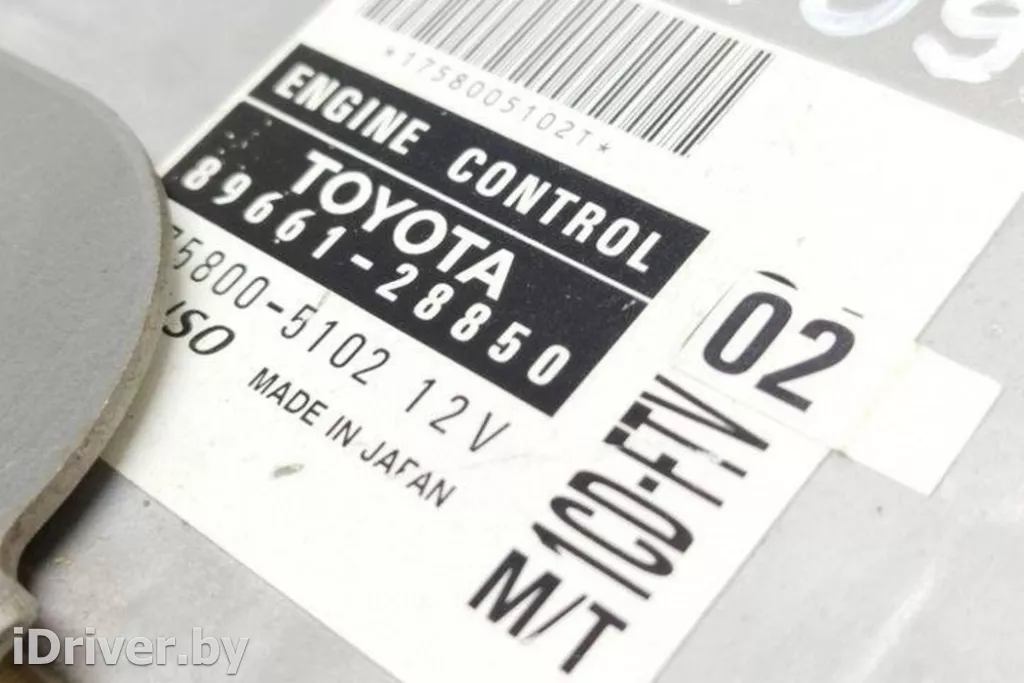 *1758005102T*
ENGINE CONTROL
TOYOTA
89661-28850
75800-5102 12V
MADE IN JAPAN
02
1CD-FTV
M/T
iDriver.by